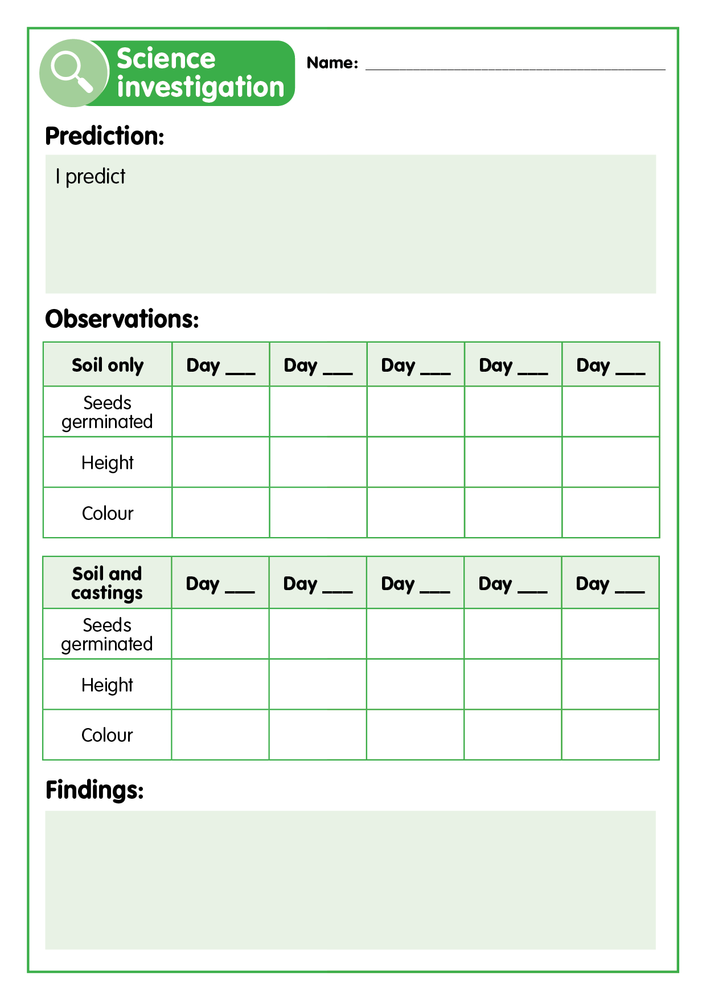 Science
investigation
Name: ___________________________________________
Prediction:
I predict
Observations:
Soil only Day ___ Day ___ Day ___ Day ___ Day ___
Seeds
germinated
Height
Colour
Soil and
castings Day ___ Day ___ Day ___ Day ___ Day ___
Seeds
germinated
Height
Colour
Findings: